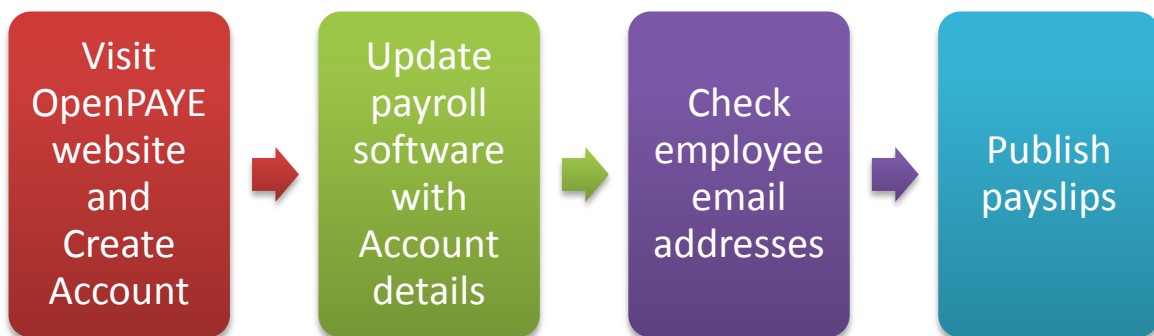 Visit
OpenPAYE
website
and
Create
Account
Update
payroll
software
with
Account
details
Check
employee
email
addresses
Publish
payslips